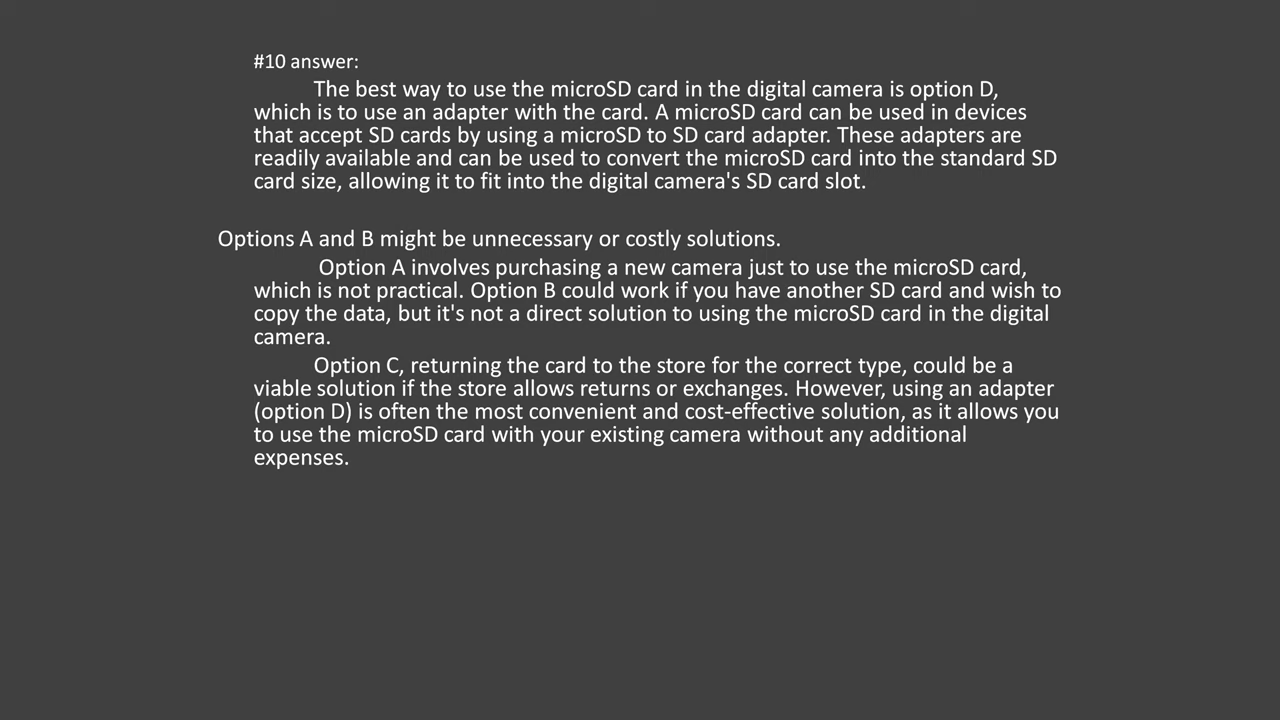 #10 answer:
The best way to use the microSD card in the digital camera is option D,
which is to use an adapter with the card. A microSD card can be used in devices
that accept SD cards by using a microSD to SD card adapter. These adapters are
readily available and can be used to convert the microSD card into the standard SD
card size, allowing it to fit into the digital camera's SD card slot.
Options A and B might be unnecessary or costly solutions.
Option A involves purchasing a new camera just to use the microSD card,
which is not practical. Option B could work if you have another SD card and wish to
copy the data, but it's not a direct solution to using the microSD card in the digital
camera.
Option C, returning the card to the store for the correct type, could be a
viable solution if the store allows returns or exchanges. However, using an adapter
(option D) is often the most convenient and cost-effective solution, as it allows you
to use the microSD card with your existing camera without any additional
expenses.